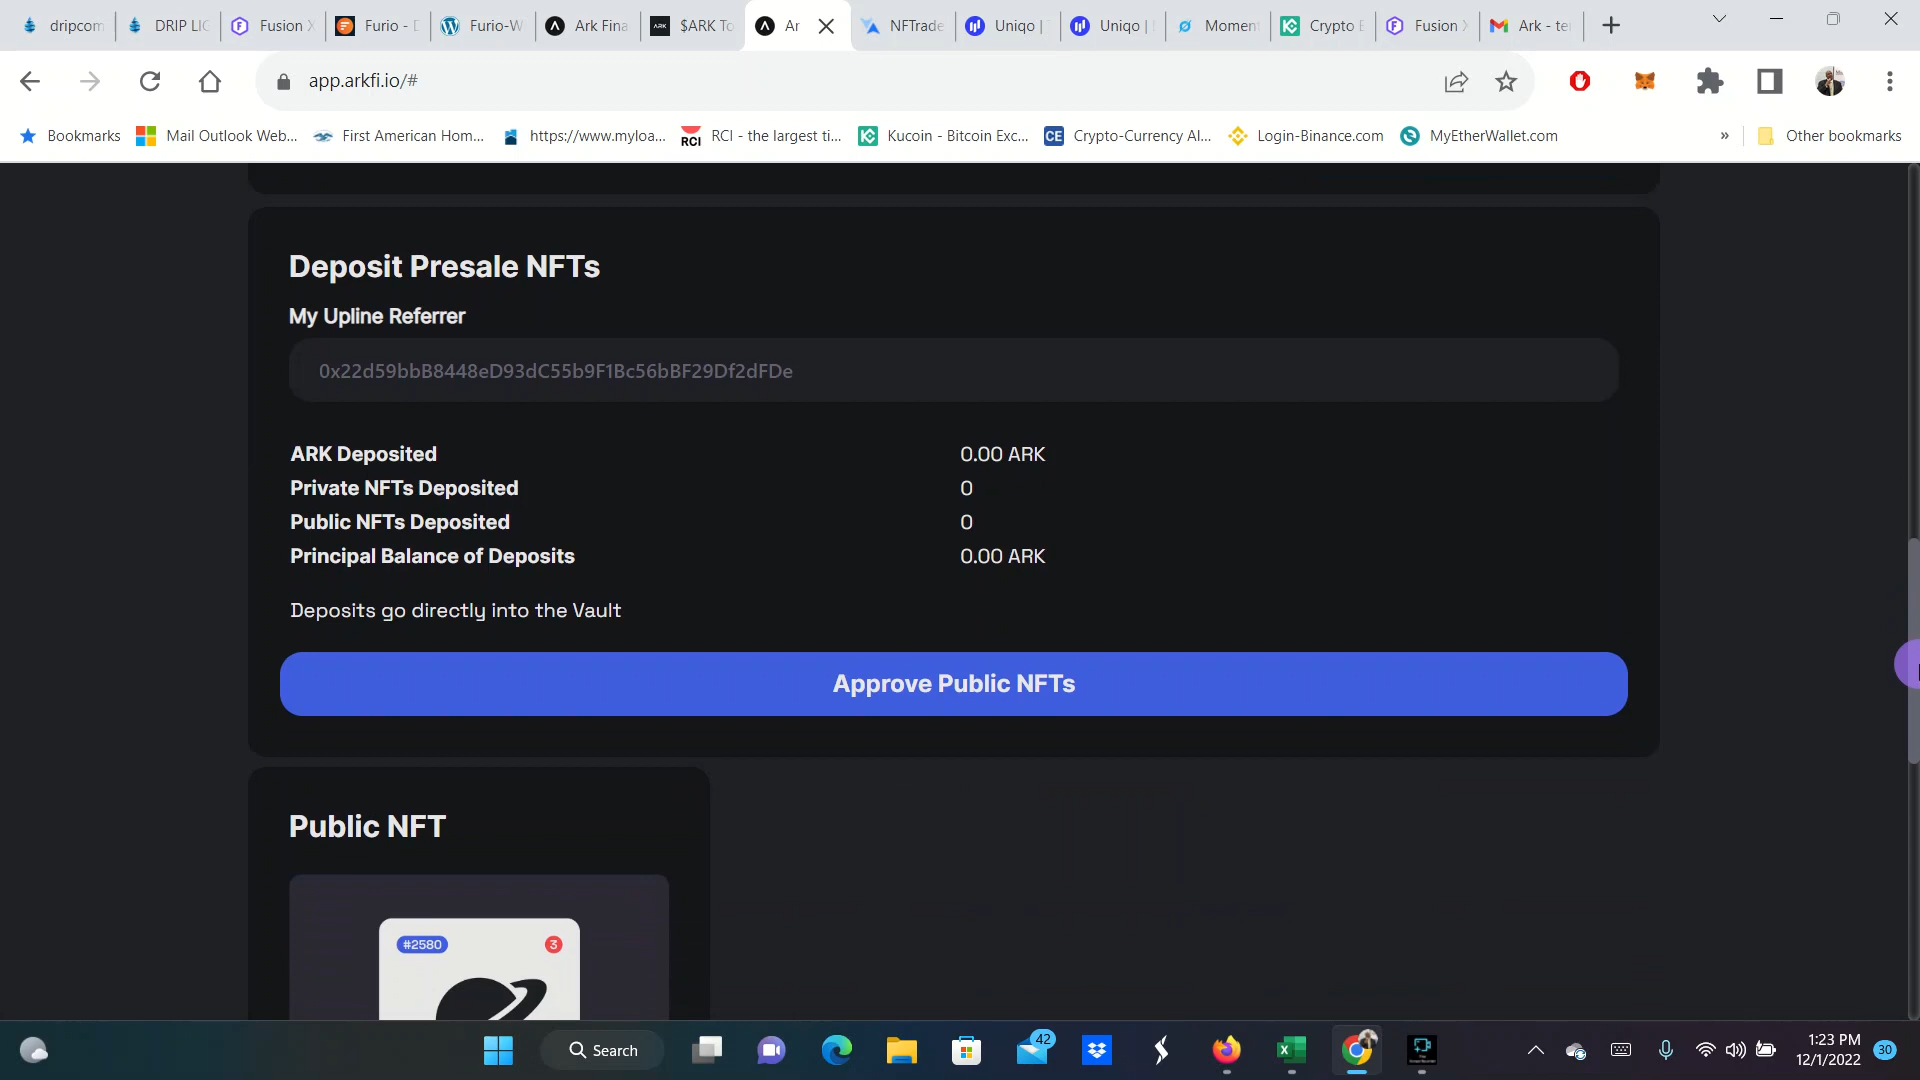 dripcom
DRIP LIC
Fusion X
Furio - D
Furio-W
Ark Fina
$ARK To
Ar
NFTrade
Uniqo |
Uniqo |
Moment
Crypto E
Fusion X
Ark - te
app.arkfi.io/#
Bookmarks
Mail Outlook Web...
First American Hom...
https://www.myloa...
RCI - the largest ti...
Kucoin - Bitcoin Exc...
Crypto-Currency Al...
Login-Binance.com
MyEtherWallet.com
»
Other bookmarks
Deposit Presale NFTs
My Upline Referrer
0x22d59bbB8448eD93dC55b9F1Bc56bBF29Df2dFDe
ARK Deposited 0.00 ARK
Private NFTs Deposited 0
Public NFTs Deposited 0
Principal Balance of Deposits 0.00 ARK
Deposits go directly into the Vault
Approve Public NFTs
Public NFT
#2580 3
Search
42
1:23 PM
12/1/2022
30